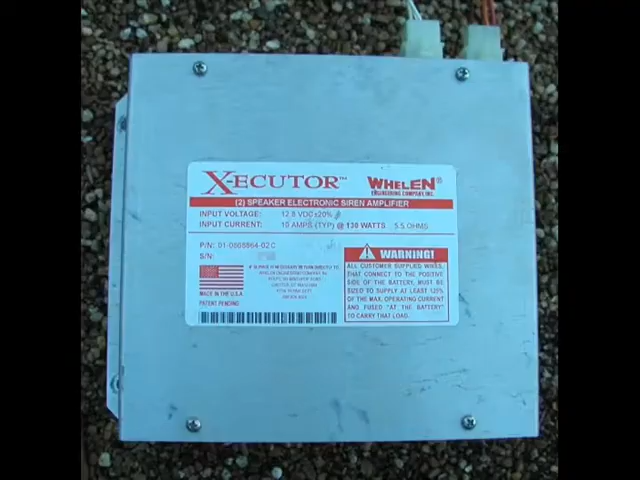 X-ECUTOR™
WHELEN®
ENGINEERING COMPANY, INC.
(2) SPEAKER ELECTRONIC SIREN AMPLIFIER
INPUT VOLTAGE: 12.8 VDC±20%
INPUT CURRENT: 10 AMPS (TYP) @ 130 WATTS 5.5 OHMS
P/N: 01-0668864-02C
S/N:
MADE IN THE U.S.A.
PATENT PENDING
WARNING!
ALL CUSTOMER SUPPLIED WIRES,
THAT CONNECT TO THE POSITIVE
SIDE OF THE BATTERY, MUST BE
SIZED TO SUPPLY AT LEAST 125%
OF THE MAX. OPERATING CURRENT
AND FUSED "AT THE BATTERY"
TO CARRY THAT LOAD.